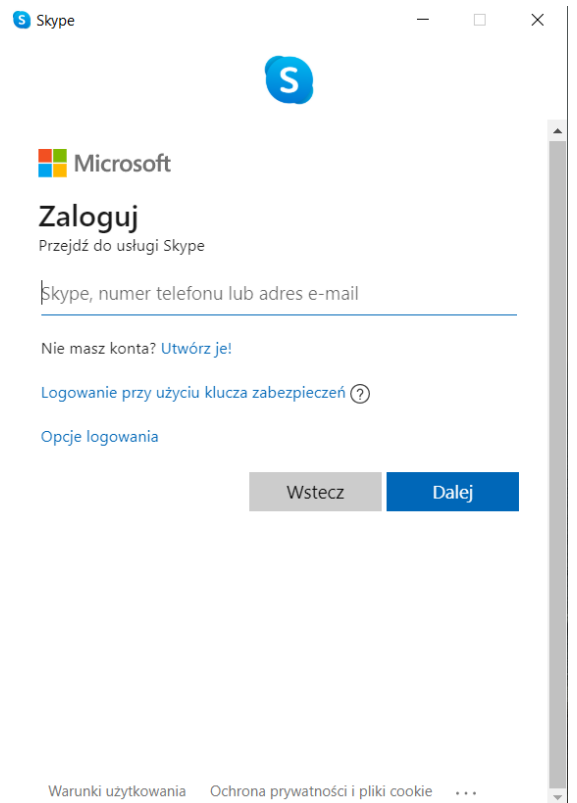 Skype
S
Microsoft
Zaloguj
Przejdź do usługi Skype
Skype, numer telefonu lub adres e-mail
Nie masz konta? Utwórz je!
Logowanie przy użyciu klucza zabezpieczeń ?
Opcje logowania
Wstecz Dalej
Warunki użytkowania Ochrona prywatności i pliki cookie ...